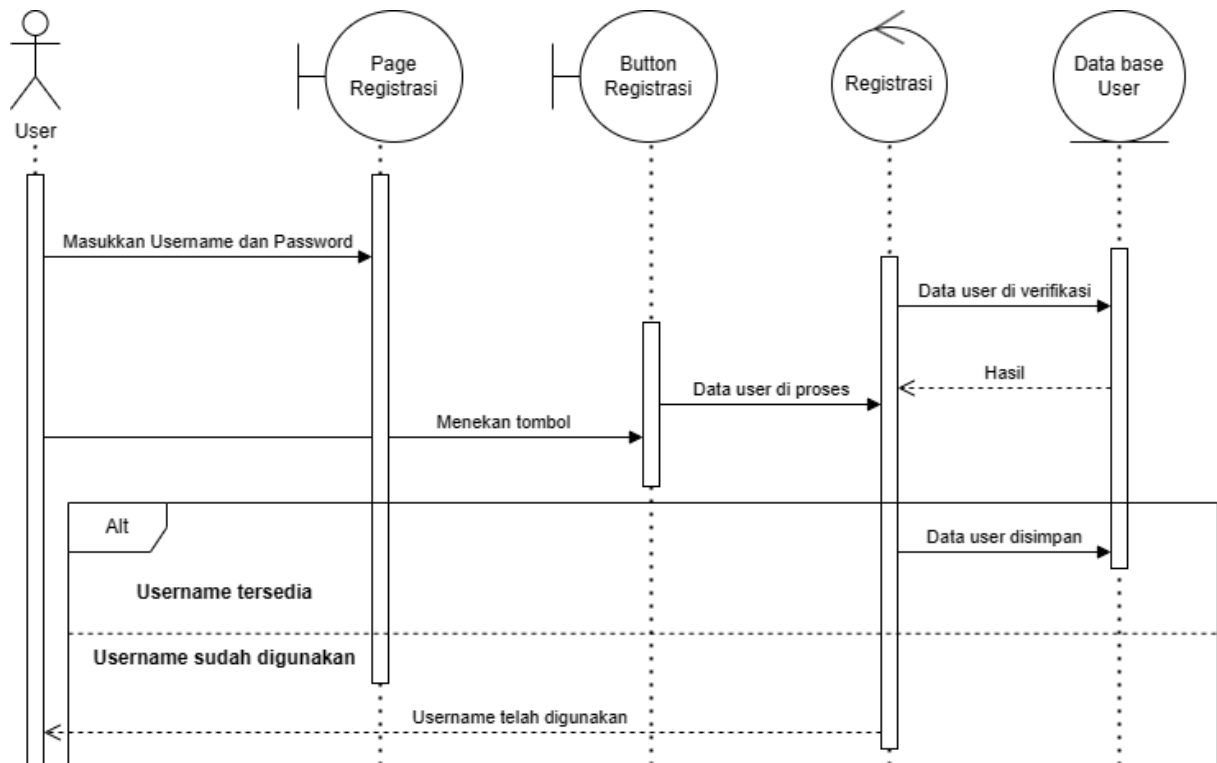 Page
Registrasi
Button
Registrasi
Registrasi
Data base
User
User
Masukkan Username dan Password
Data user di verifikasi
Hasil
Data user di proses
Menekan tombol
Alt
Data user disimpan
Username tersedia
Username sudah digunakan
Username telah digunakan